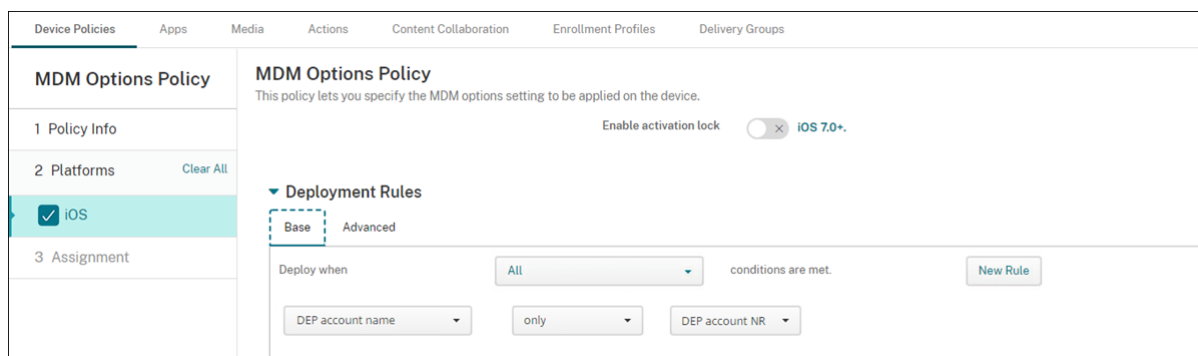 Device Policies Apps Media Actions Content Collaboration Enrollment Profiles Delivery Groups
MDM Options Policy
1 Policy Info
2 Platforms Clear All
iOS
3 Assignment
MDM Options Policy
This policy lets you specify the MDM options setting to be applied on the device.
Enable activation lock iOS 7.0+.
Deployment Rules
Base Advanced
Deploy when All conditions are met. New Rule
DEP account name only DEP account NR